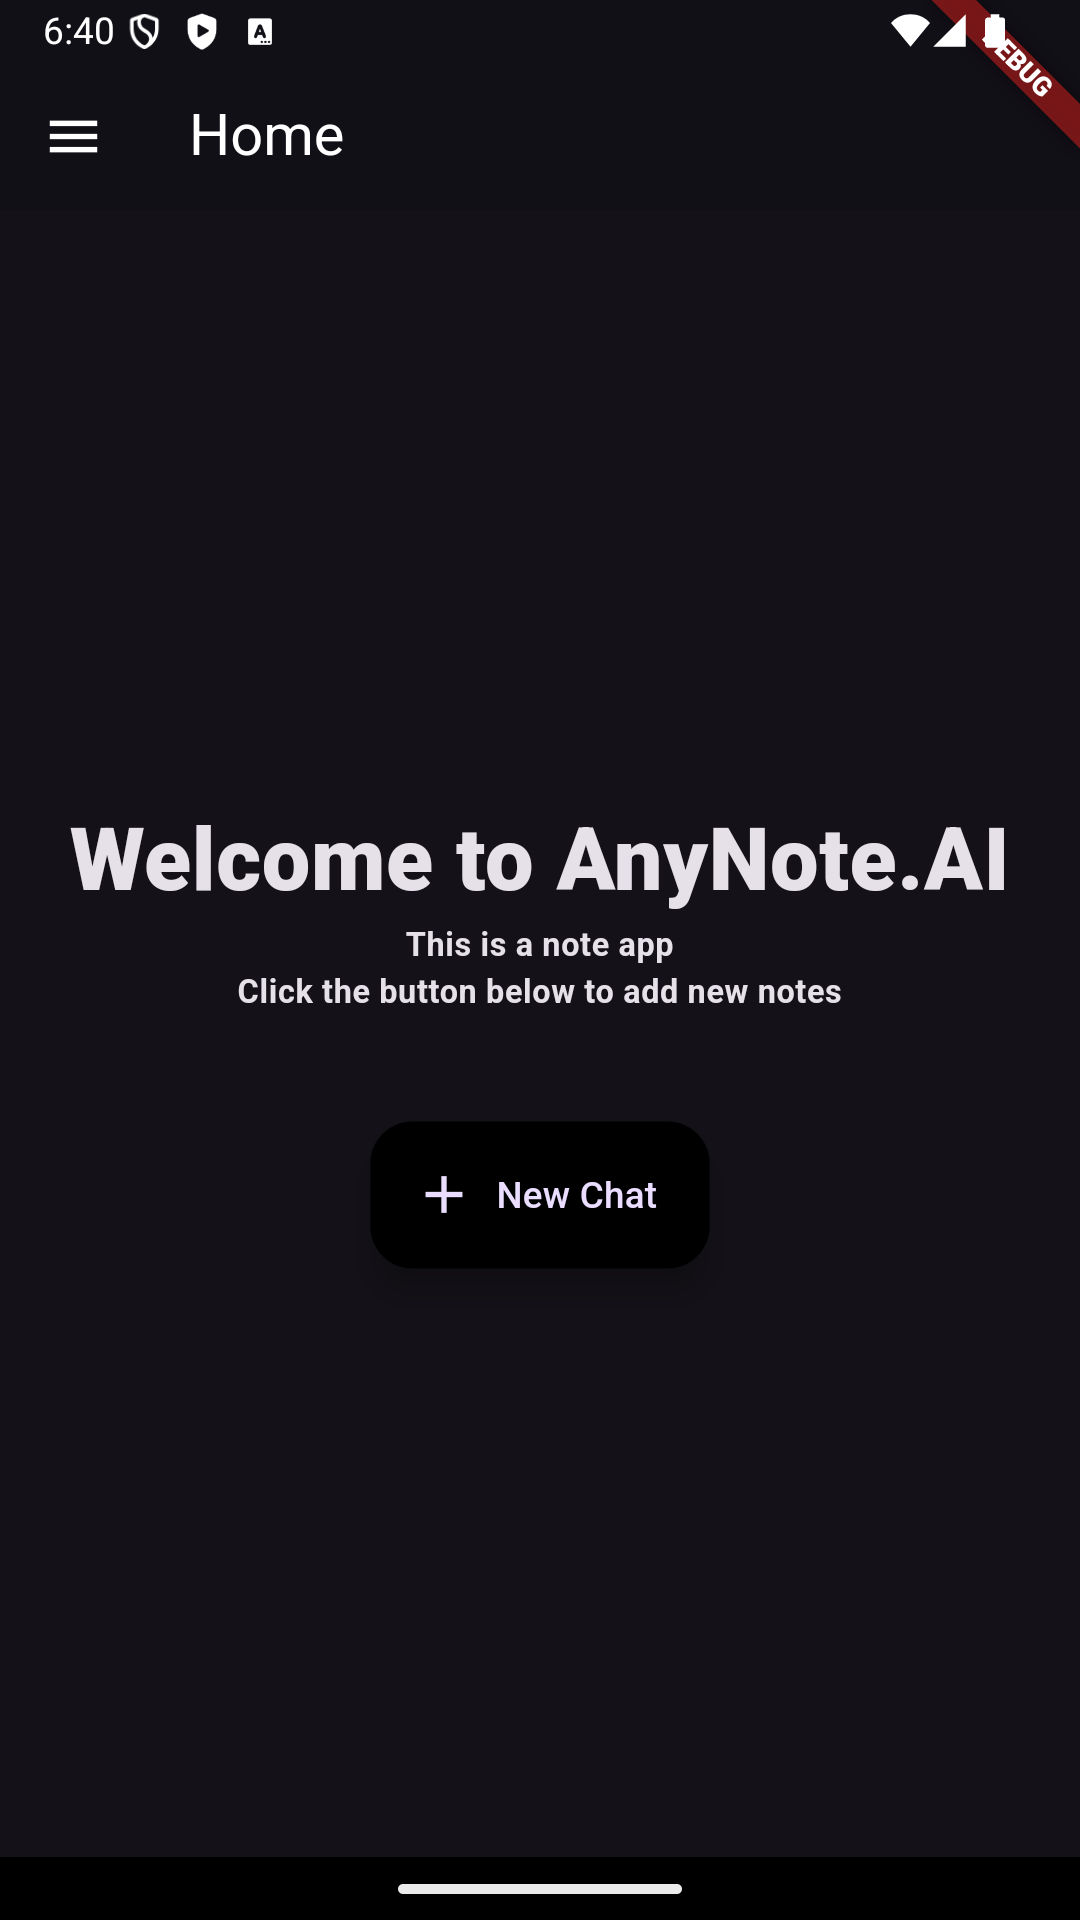 6:40
DEBUG
Home
Welcome to AnyNote.AI
This is a note app
Click the button below to add new notes
New Chat